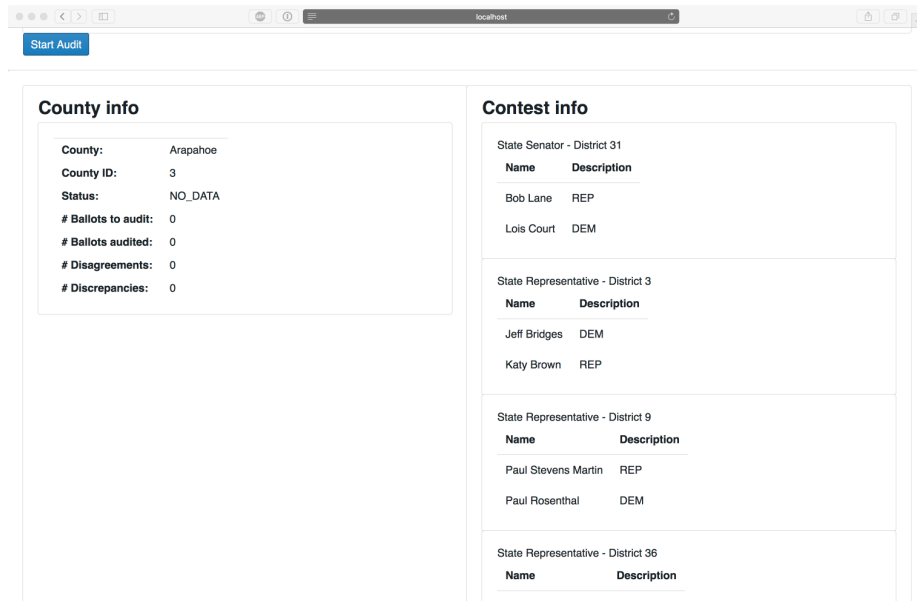 localhost
Start Audit
County info
County: Arapahoe
County ID: 3
Status: NO_DATA
# Ballots to audit: 0
# Ballots audited: 0
# Disagreements: 0
# Discrepancies: 0
Contest info
State Senator - District 31
Name Description
Bob Lane REP
Lois Court DEM
State Representative - District 3
Name Description
Jeff Bridges DEM
Katy Brown REP
State Representative - District 9
Name Description
Paul Stevens Martin REP
Paul Rosenthal DEM
State Representative - District 36
Name Description